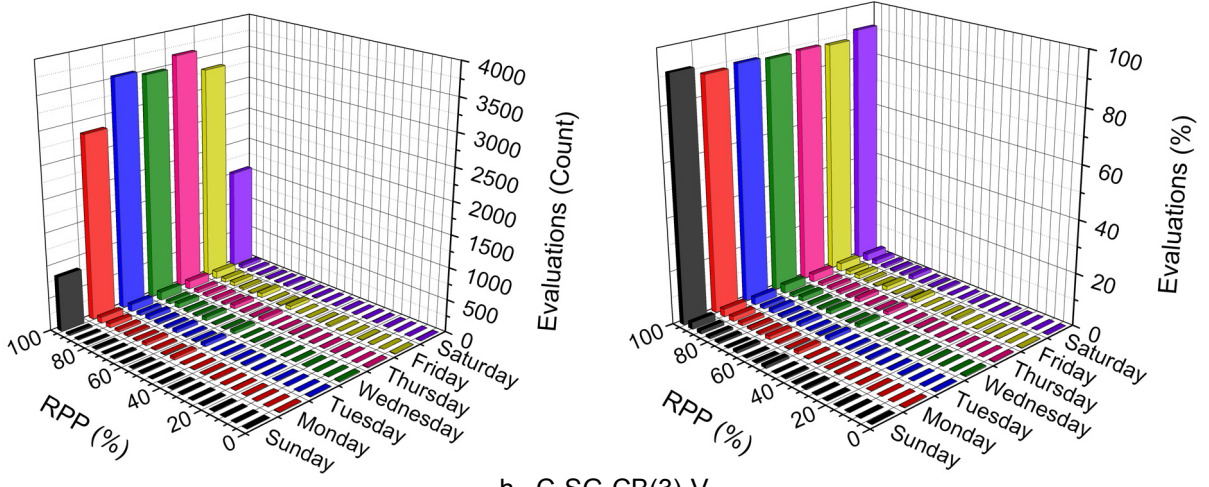 4000
3500
3000
2500
2000
1500
1000
500
0
Evaluations (Count)
100
80
60
40
20
0
RPP (%)
Saturday
Friday
Thursday
Wednesday
Tuesday
Monday
Sunday
100
80
60
40
20
0
Evaluations (%)
100
80
60
40
20
0
RPP (%)
Saturday
Friday
Thursday
Wednesday
Tuesday
Monday
Sunday